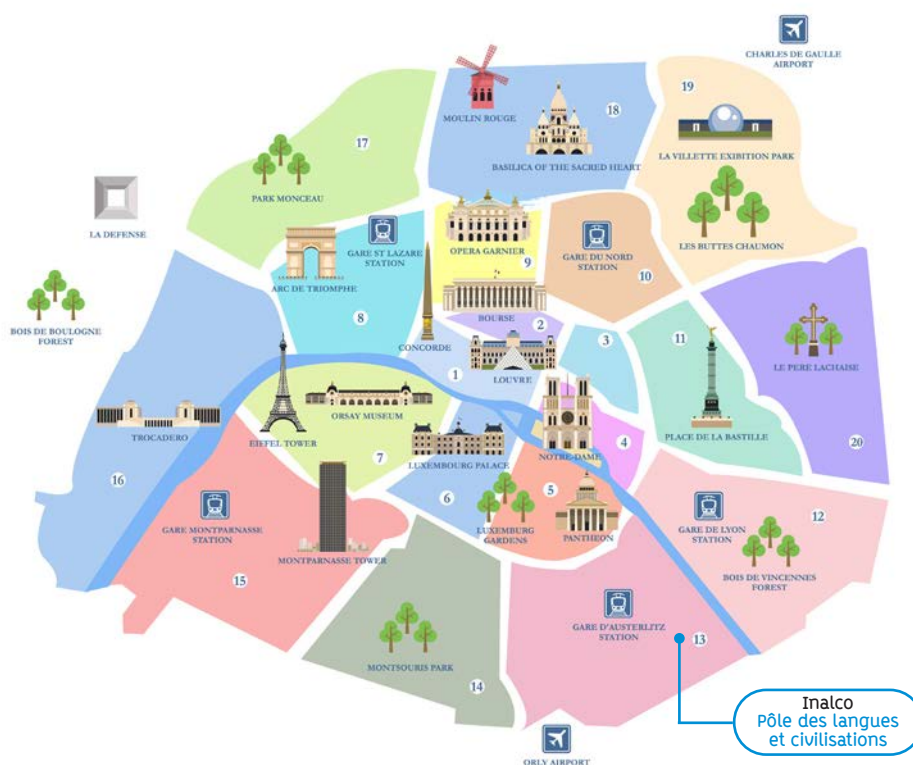 CHARLES DE GAULLE
AIRPORT
MOULIN ROUGE
18
BASILICA OF THE SACRED HEART
19
LA VILLETTE EXIBITION PARK
17
PARK MONCEAU
LA DEFENSE
LES BUTTES CHAUMON
GARE ST LAZARE
STATION
OPERA GARNIER
9
GARE DU NORD
STATION
10
ARC DE TRIOMPHE
8
BOIS DE BOULOGNE
FOREST
BOURSE
2
CONCORDE
3
11
LE PERE LACHAISE
1
LOUVRE
TROCADERO
EIFFEL TOWER
ORSAY MUSEUM
7
LUXEMBOURG PALACE
NOTRE-DAME
4
PLACE DE LA BASTILLE
20
16
6
5
LUXEMBURG
GARDENS
PANTHEON
GARE MONTPARNASSE
STATION
GARE DE LYON
STATION
12
MONTPARNASSE TOWER
15
BOIS DE VINCENNES
FOREST
GARE D'AUSTERLITZ
STATION
13
MONTSOURIS PARK
14
Inalco
Pôle des langues
et civilisations
ORLY AIRPORT